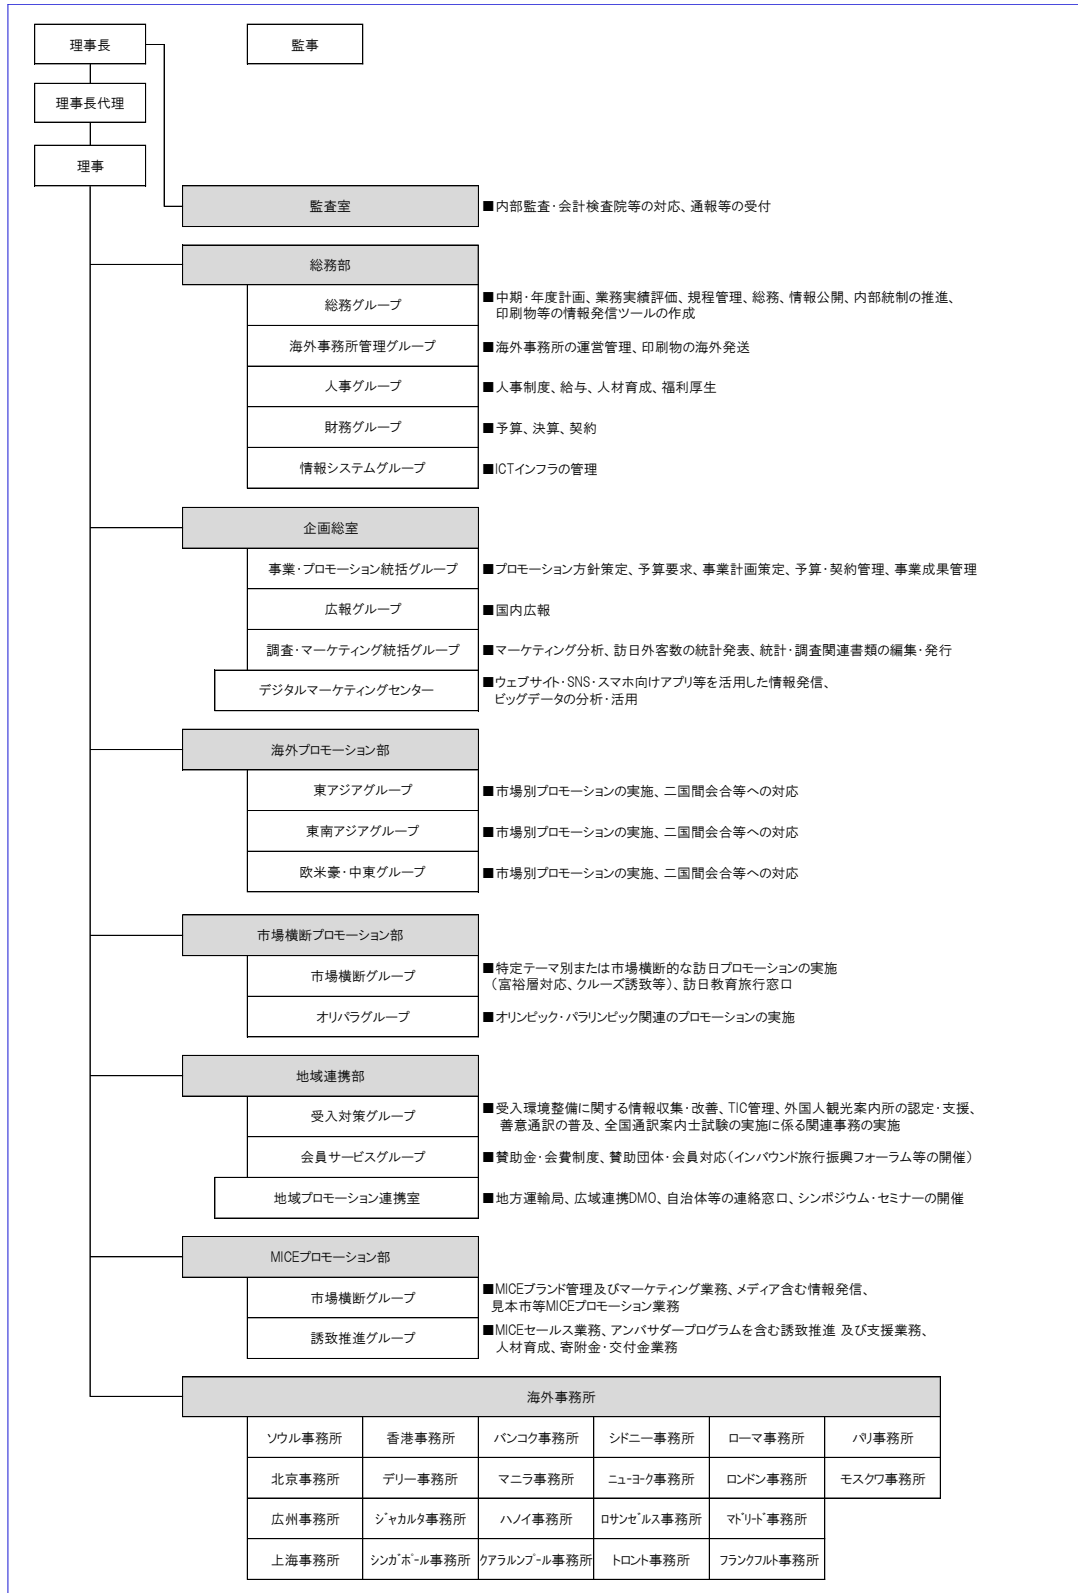 理事長
監事
理事長代理
理事
監査室
■内部監査・会計検査院等の対応、通報等の受付
総務部
総務グループ
■中期・年度計画、業務実績評価、規程管理、総務、情報公開、内部統制の推進、
印刷物等の情報発信ツールの作成
海外事務所管理グループ
■海外事務所の運営管理、印刷物の海外発送
人事グループ
■人事制度、給与、人材育成、福利厚生
財務グループ
■予算、決算、契約
情報システムグループ
■ICTインフラの管理
企画総室
事業・プロモーション統括グループ
■プロモーション方針策定、予算要求、事業計画策定、予算・契約管理、事業成果管理
広報グループ
■国内広報
調査・マーケティング統括グループ
■マーケティング分析、訪日外客数の統計発表、統計・調査関連書類の編集・発行
デジタルマーケティングセンター
■ウェブサイト・SNS・スマホ向けアプリ等を活用した情報発信、
ビッグデータの分析・活用
海外プロモーション部
東アジアグループ
■市場別プロモーションの実施、二国間会合等への対応
東南アジアグループ
■市場別プロモーションの実施、二国間会合等への対応
欧米豪・中東グループ
■市場別プロモーションの実施、二国間会合等への対応
市場横断プロモーション部
市場横断グループ
■特定テーマ別または市場横断的な訪日プロモーションの実施
（富裕層対応、クルーズ誘致等）、訪日教育旅行窓口
オリパラグループ
■オリンピック・パラリンピック関連のプロモーションの実施
地域連携部
受入対策グループ
■受入環境整備に関する情報収集・改善、TIC管理、外国人観光案内所の認定・支援、
善意通訳の普及、全国通訳案内士試験の実施に係る関連事務の実施
会員サービスグループ
■賛助金・会費制度、賛助団体・会員対応（インバウンド旅行振興フォーラム等の開催）
地域プロモーション連携室
■地方運輸局、広域連携DMO、自治体等の連絡窓口、シンポジウム・セミナーの開催
MICEプロモーション部
市場横断グループ
■MICEブランド管理及びマーケティング業務、メディア含む情報発信、
見本市等MICEプロモーション業務
誘致推進グループ
■MICEセールス業務、アンバサダープログラムを含む誘致推進 及び支援業務、
人材育成、寄附金・交付金業務
海外事務所
ソウル事務所 香港事務所 バンコク事務所 シドニー事務所 ローマ事務所 パリ事務所
北京事務所 デリー事務所 マニラ事務所 ニューヨーク事務所 ロンドン事務所 モスクワ事務所
広州事務所 ジャカルタ事務所 ハノイ事務所 ロサンゼルス事務所 マドリード事務所
上海事務所 シンガポール事務所 クアラルンプール事務所 トロント事務所 フランクフルト事務所